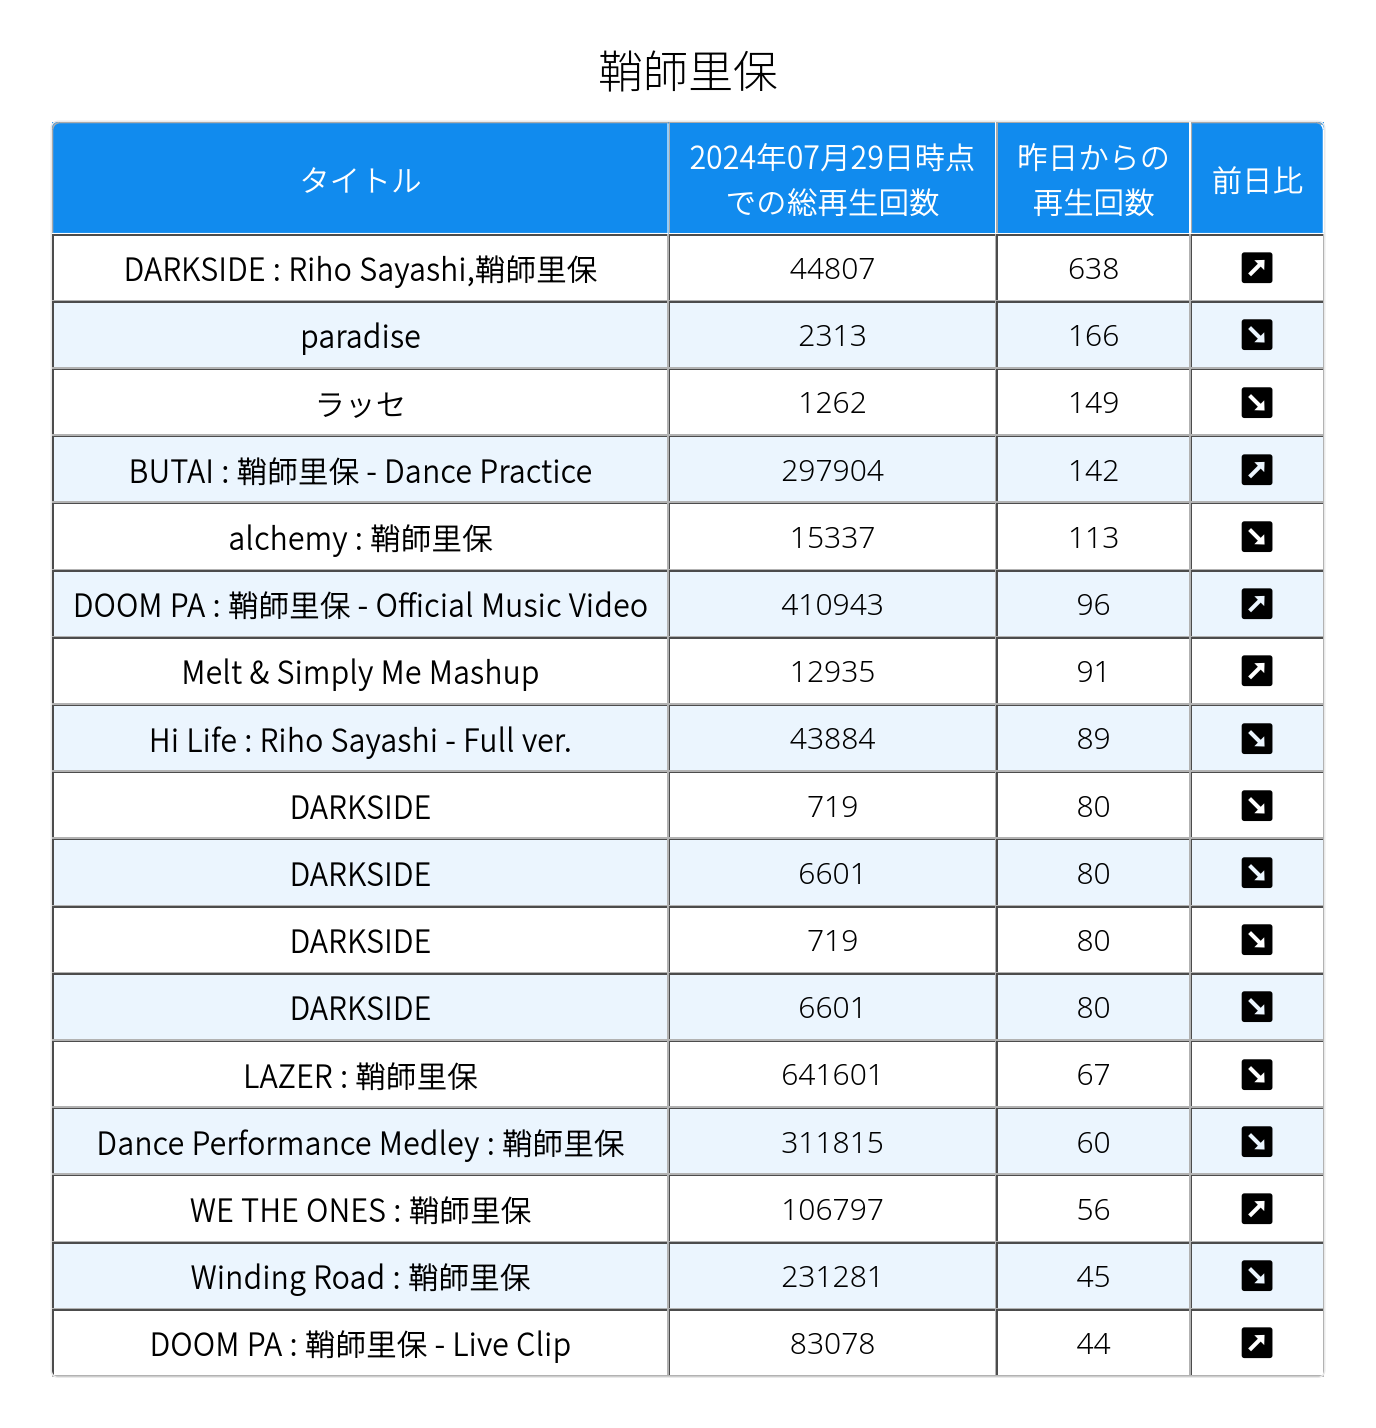 鞘師里保
タイトル 2024年07月29日時点での総再生回数 昨日からの再生回数 前日比
DARKSIDE : Riho Sayashi,鞘師里保 44807 638 ↗
paradise 2313 166 ↘
ラッセ 1262 149 ↘
BUTAI : 鞘師里保 - Dance Practice 297904 142 ↗
alchemy : 鞘師里保 15337 113 ↘
DOOM PA : 鞘師里保 - Official Music Video 410943 96 ↗
Melt & Simply Me Mashup 12935 91 ↗
Hi Life : Riho Sayashi - Full ver. 43884 89 ↘
DARKSIDE 719 80 ↘
DARKSIDE 6601 80 ↘
DARKSIDE 719 80 ↘
DARKSIDE 6601 80 ↘
LAZER : 鞘師里保 641601 67 ↘
Dance Performance Medley : 鞘師里保 311815 60 ↘
WE THE ONES : 鞘師里保 106797 56 ↗
Winding Road : 鞘師里保 231281 45 ↘
DOOM PA : 鞘師里保 - Live Clip 83078 44 ↗